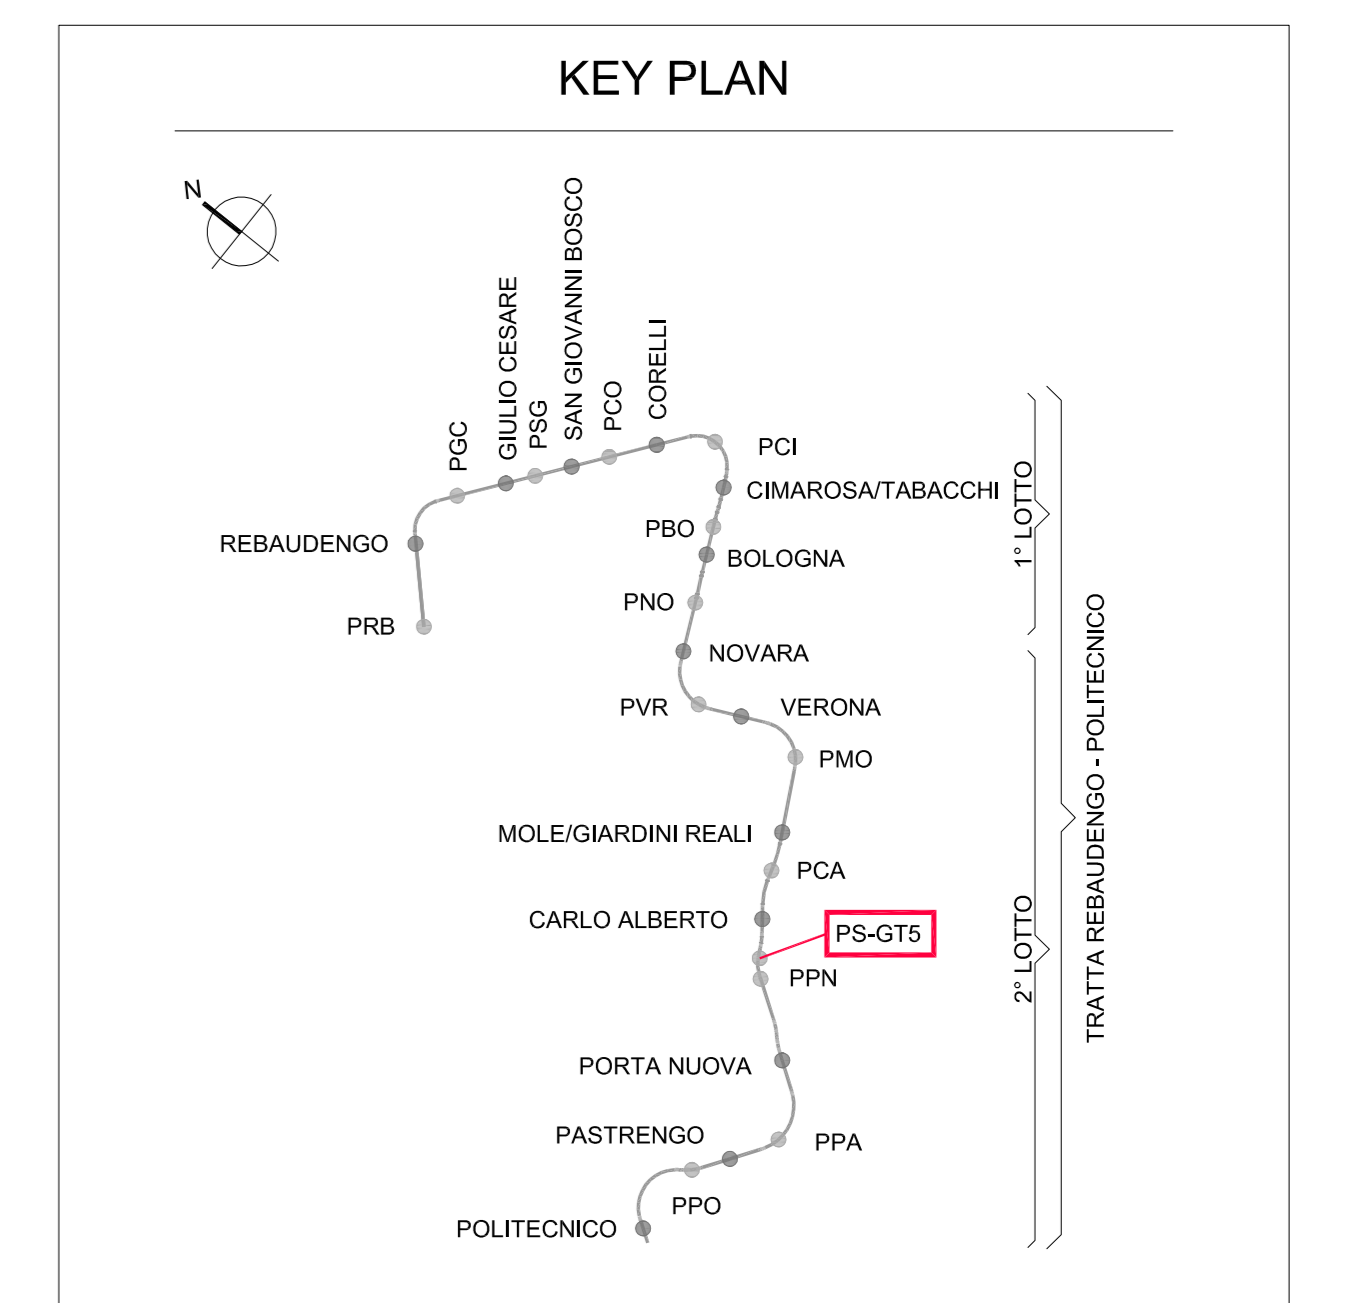 KEY PLAN
N
PGC
GIULIO CESARE
PSG
SAN GIOVANNI BOSCO
PCO
CORELLI
PCI
CIMAROSA/TABACCHI
PBO
REBAUDENGO
BOLOGNA
PNO
PRB
NOVARA
PVR
VERONA
PMO
MOLE/GIARDINI REALI
PCA
CARLO ALBERTO
PS-GT5
PPN
PORTA NUOVA
PASTRENGO
PPA
PPO
POLITECNICO
1° LOTTO
2° LOTTO
TRATTA REBAUDENGO - POLITECNICO